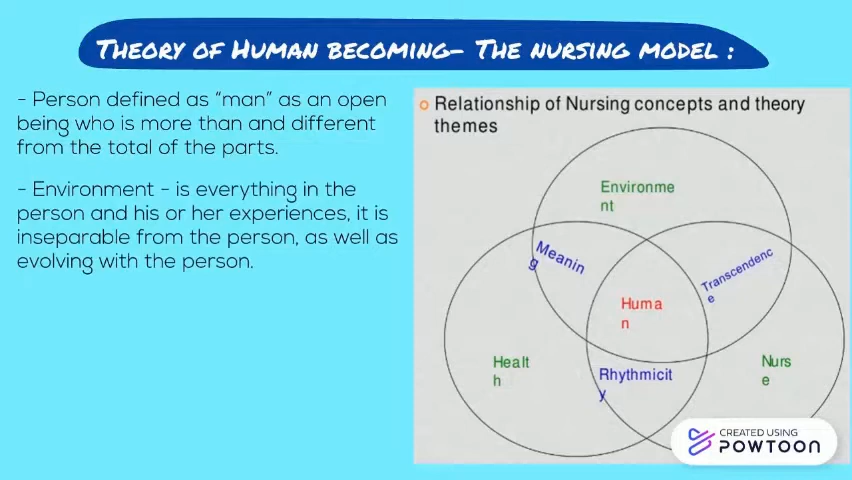 Theory of Human becoming- The nursing model :
- Person defined as "man" as an open
being who is more than and different
from the total of the parts.
- Environment - is everything in the
person and his or her experiences, it is
inseparable from the person, as well as
evolving with the person.
Relationship of Nursing concepts and theory
themes
Environme
nt
Meanin
g
Transcendenc
e
Huma
n
Healt
h
Rhythmicit
y
Nurs
e
CREATED USING
POWTOON